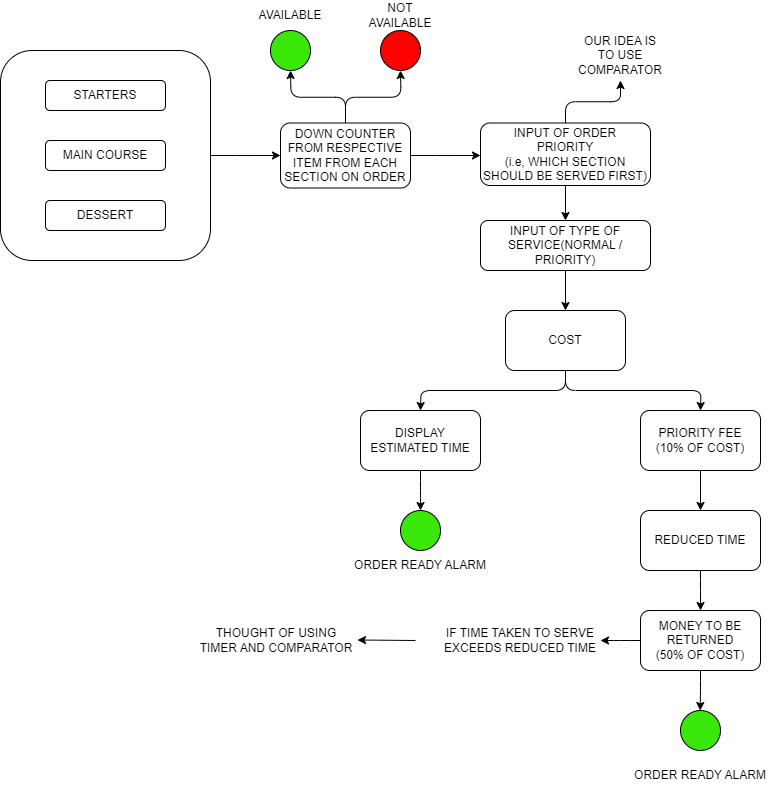 AVAILABLE
NOT
AVAILABLE
OUR IDEA IS
TO USE
COMPARATOR
STARTERS
MAIN COURSE
DESSERT
DOWN COUNTER
FROM RESPECTIVE
ITEM FROM EACH
SECTION ON ORDER
INPUT OF ORDER
PRIORITY
(i.e, WHICH SECTION
SHOULD BE SERVED FIRST)
INPUT OF TYPE OF
SERVICE(NORMAL /
PRIORITY)
COST
DISPLAY
ESTIMATED TIME
PRIORITY FEE
(10% OF COST)
ORDER READY ALARM
REDUCED TIME
MONEY TO BE
RETURNED
(50% OF COST)
IF TIME TAKEN TO SERVE
EXCEEDS REDUCED TIME
THOUGHT OF USING
TIMER AND COMPARATOR
ORDER READY ALARM